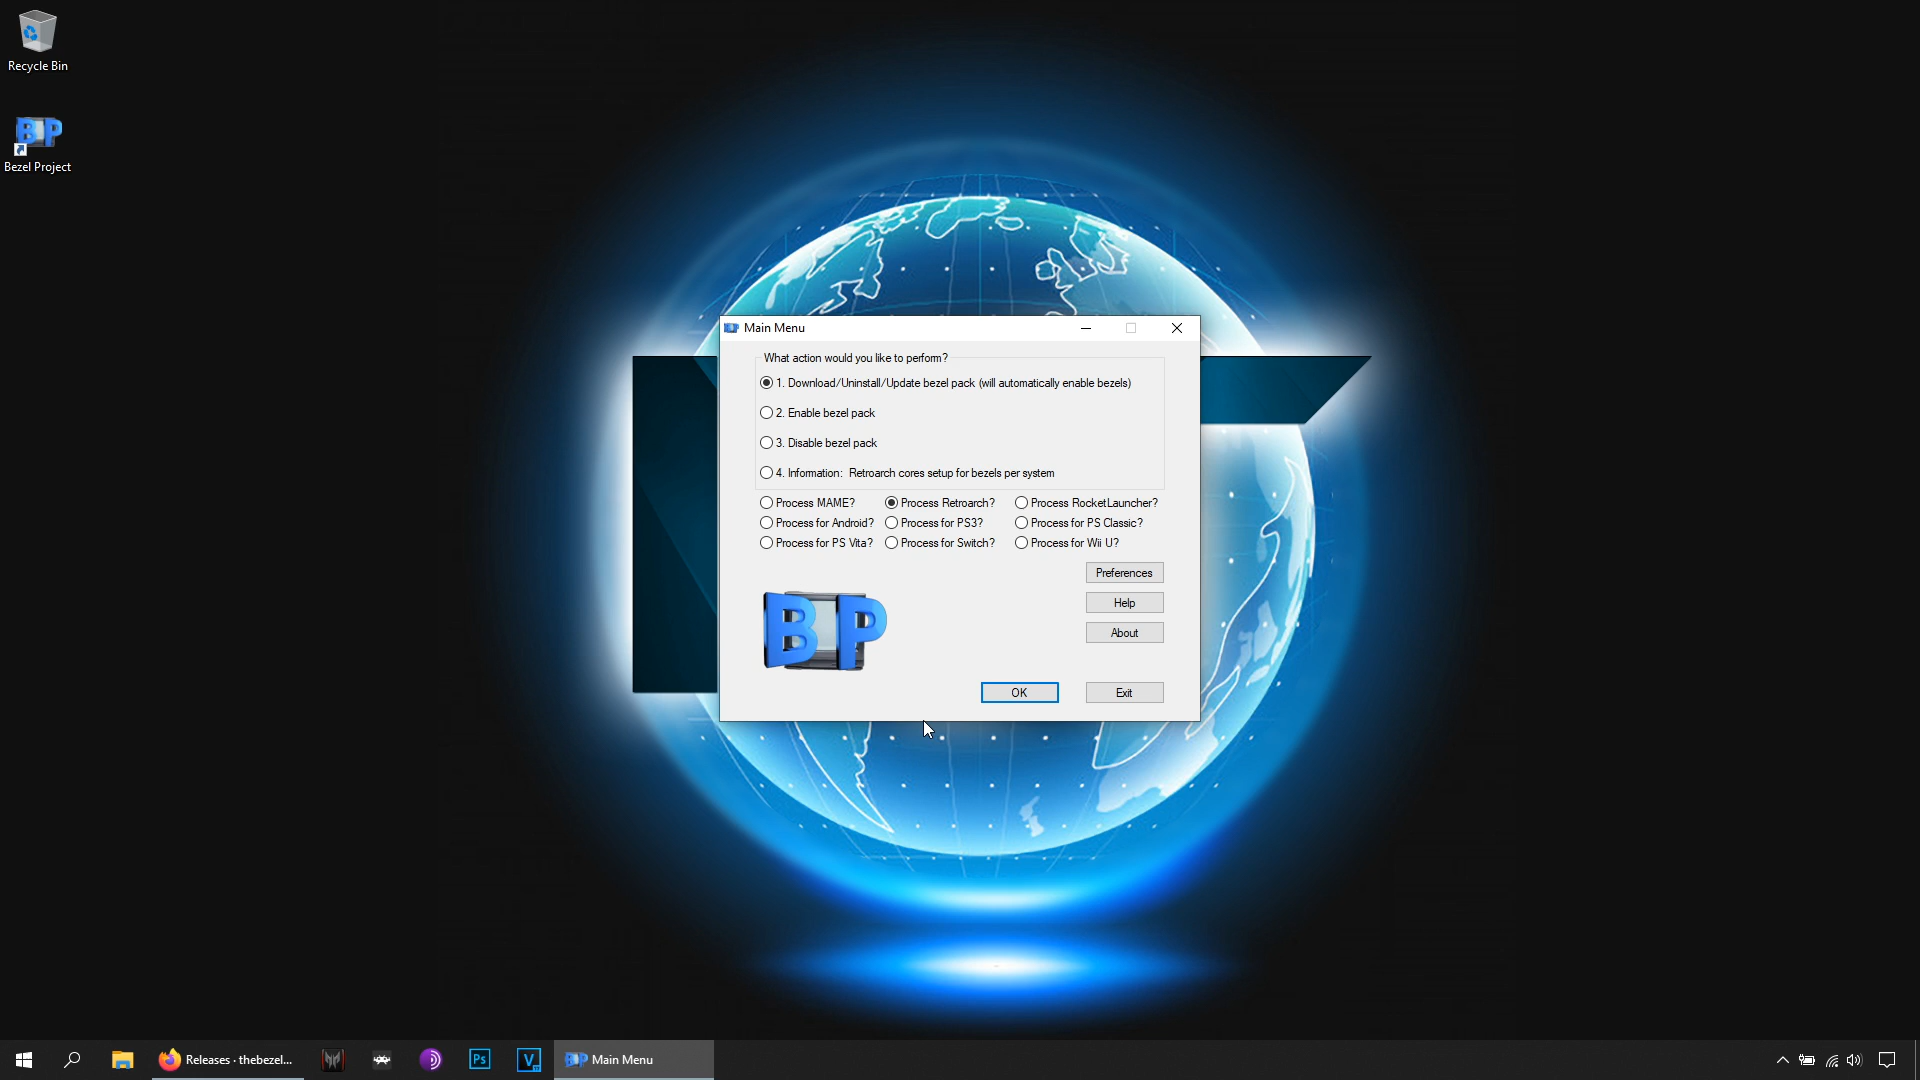 Recycle Bin
Bezel Project
Main Menu
What action would you like to perform?
1. Download/Uninstall/Update bezel pack (will automatically enable bezels)
2. Enable bezel pack
3. Disable bezel pack
4. Information: Retroarch cores setup for bezels per system
Process MAME? Process Retroarch? Process RocketLauncher?
Process for Android? Process for PS3? Process for PS Classic?
Process for PS Vita? Process for Switch? Process for Wii U?
Preferences
Help
About
BP
OK Exit
Releases · thebezel... Ps V Main Menu